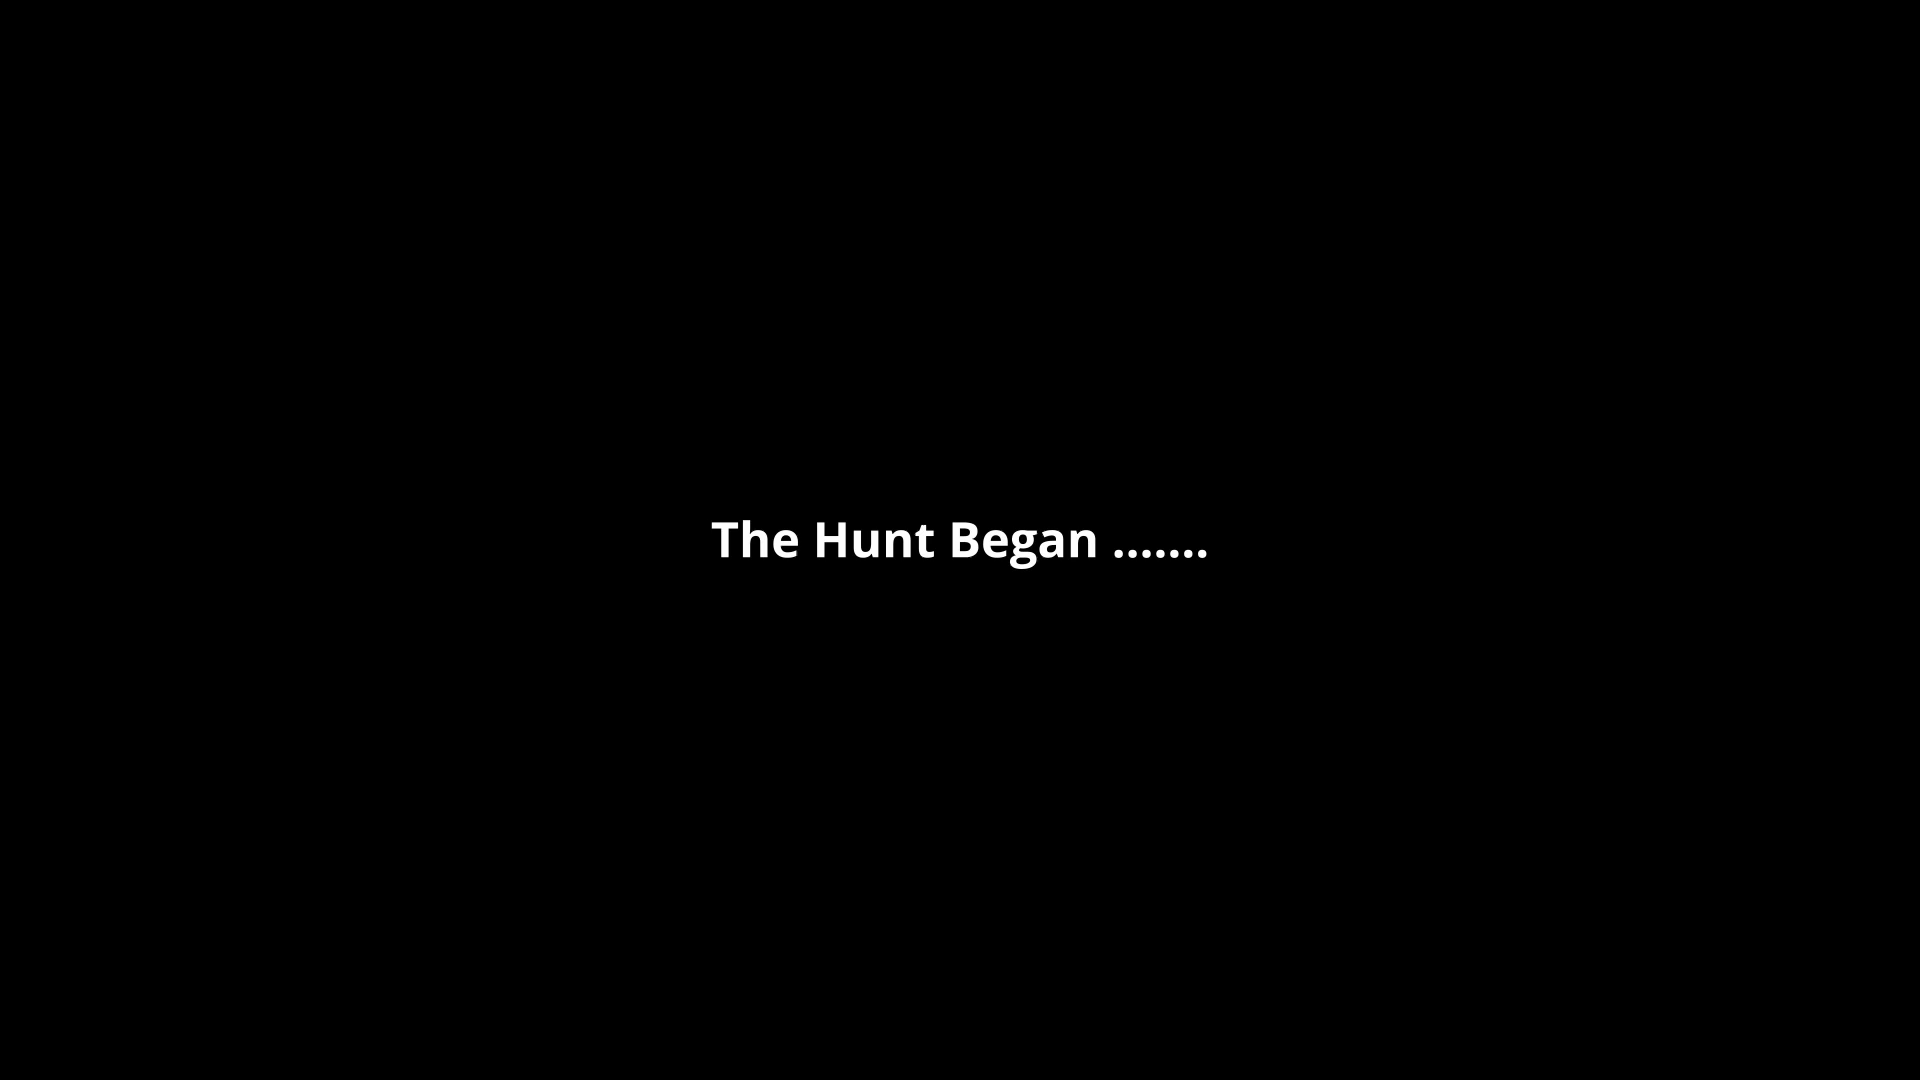 The Hunt Began .......